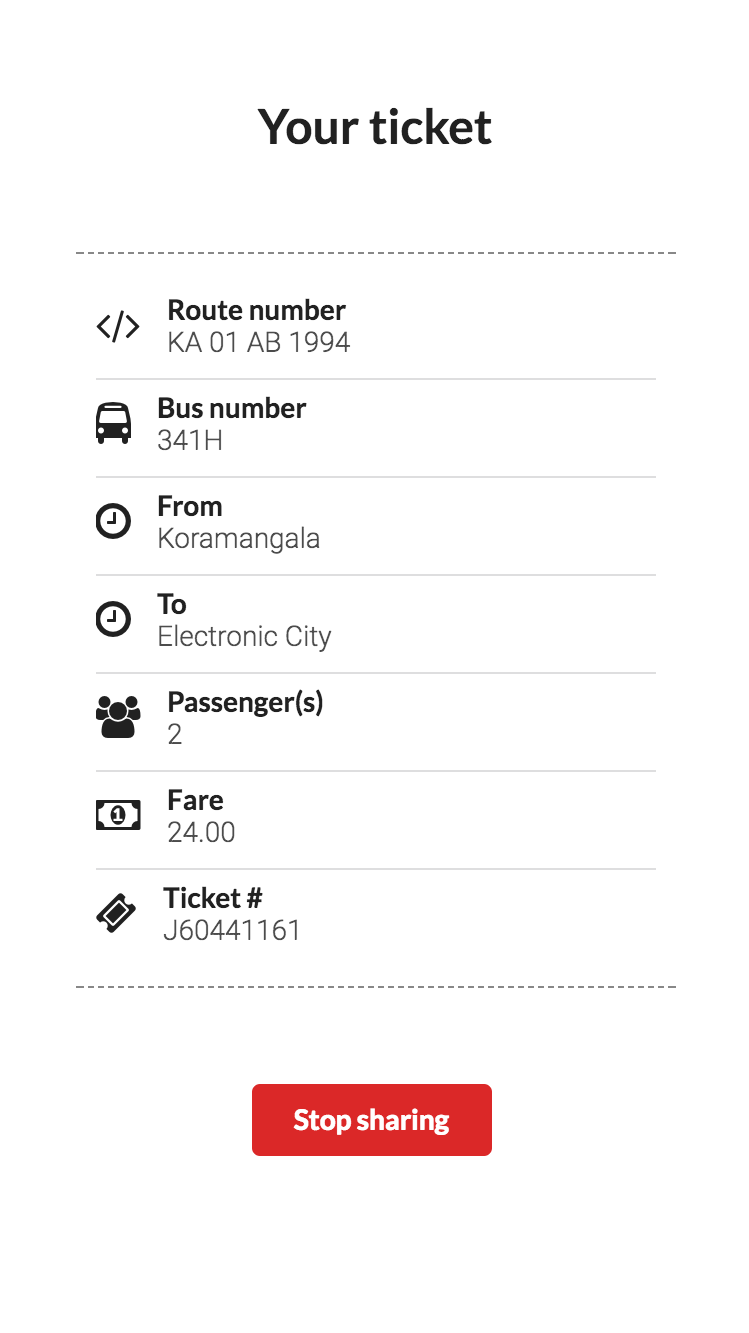 Your ticket
Route number
KA 01 AB 1994
Bus number
341H
From
Koramangala
To
Electronic City
Passenger(s)
2
Fare
24.00
Ticket #
J60441161
Stop sharing